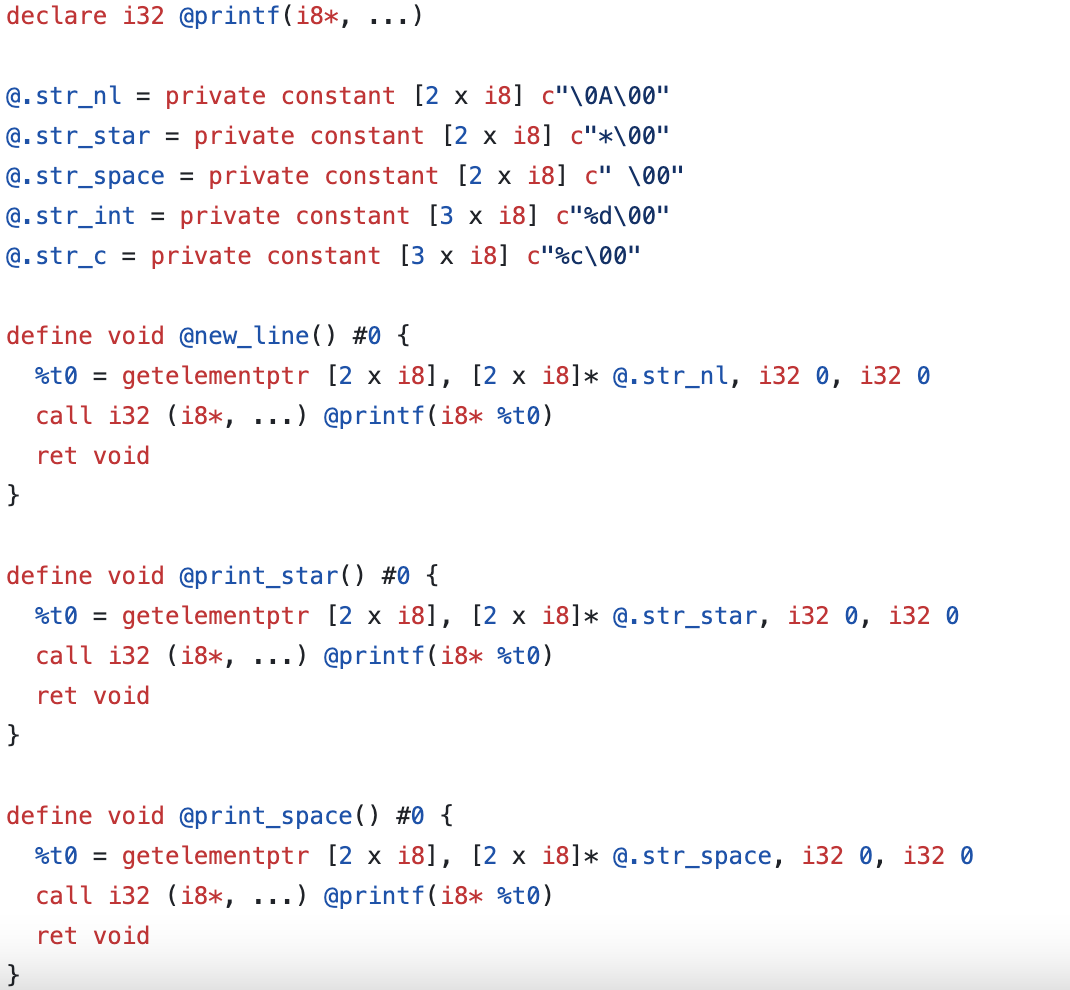 declare i32 @printf(i8*, ...)
@.str_nl = private constant [2 x i8] c"\0A\00"
@.str_star = private constant [2 x i8] c"*\00"
@.str_space = private constant [2 x i8] c" \00"
@.str_int = private constant [3 x i8] c"%d\00"
@.str_c = private constant [3 x i8] c"%c\00"
define void @new_line() #0 {
  %t0 = getelementptr [2 x i8], [2 x i8]* @.str_nl, i32 0, i32 0
  call i32 (i8*, ...) @printf(i8* %t0)
  ret void
}
define void @print_star() #0 {
  %t0 = getelementptr [2 x i8], [2 x i8]* @.str_star, i32 0, i32 0
  call i32 (i8*, ...) @printf(i8* %t0)
  ret void
}
define void @print_space() #0 {
  %t0 = getelementptr [2 x i8], [2 x i8]* @.str_space, i32 0, i32 0
  call i32 (i8*, ...) @printf(i8* %t0)
  ret void
}